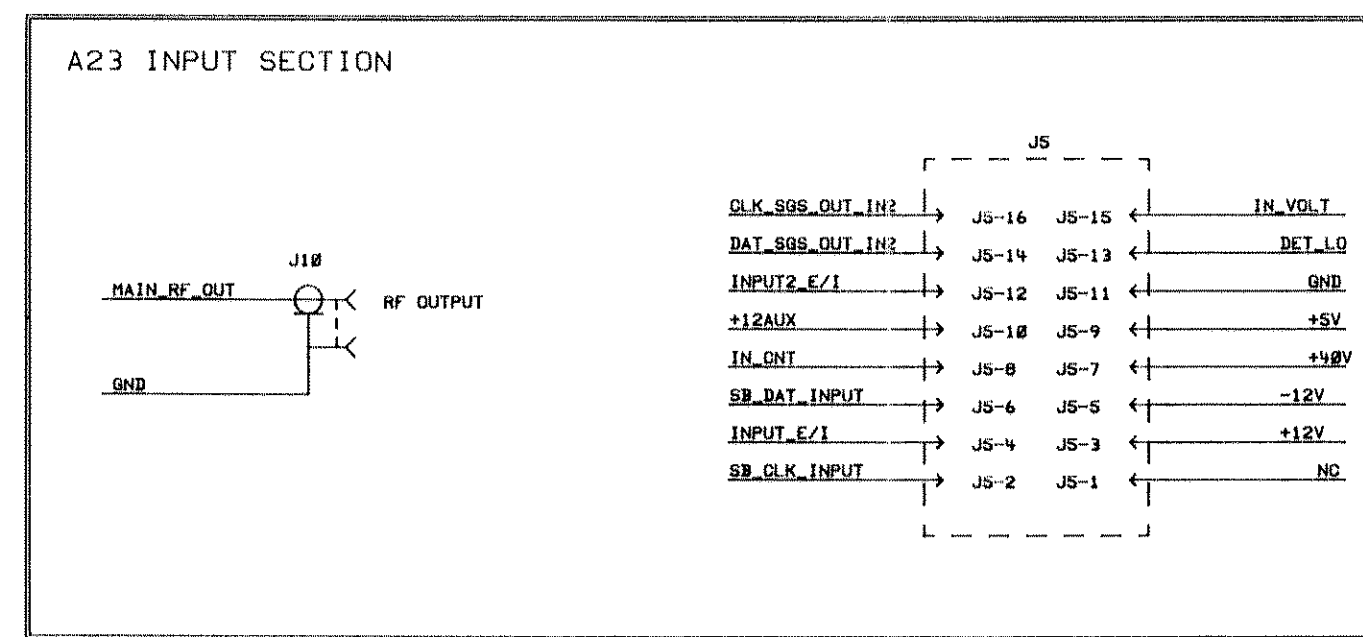 A23 INPUT SECTION
J5
CLK_SGS_OUT_IN2 J5-16 J5-15 IN_VOLT
DAT_SGS_OUT_IN2 J5-14 J5-13 DET_LO
INPUT2_E/I J5-12 J5-11 GND
+12AUX J5-10 J5-9 +5V
IN_CNT J5-8 J5-7 +40V
SB_DAT_INPUT J5-6 J5-5 -12V
INPUT_E/I J5-4 J5-3 +12V
SB_CLK_INPUT J5-2 J5-1 NC
J10
MAIN_RF_OUT RF OUTPUT
GND